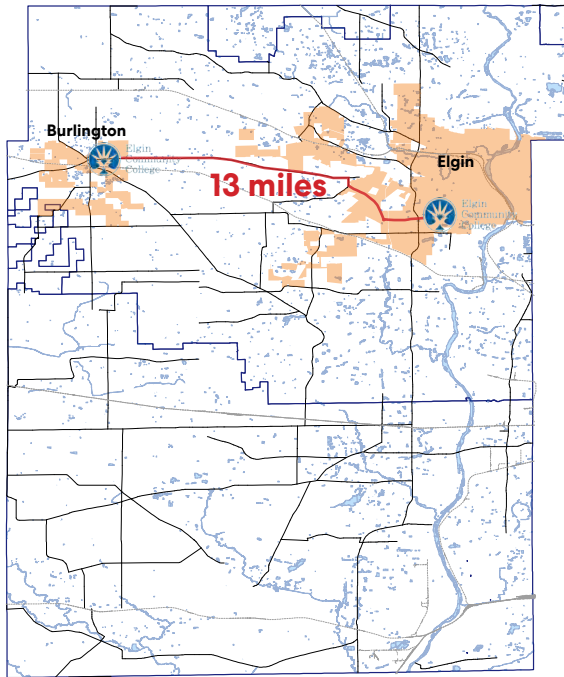 Burlington
Elgin
Community
College
13 miles
Elgin
Elgin
Community
College